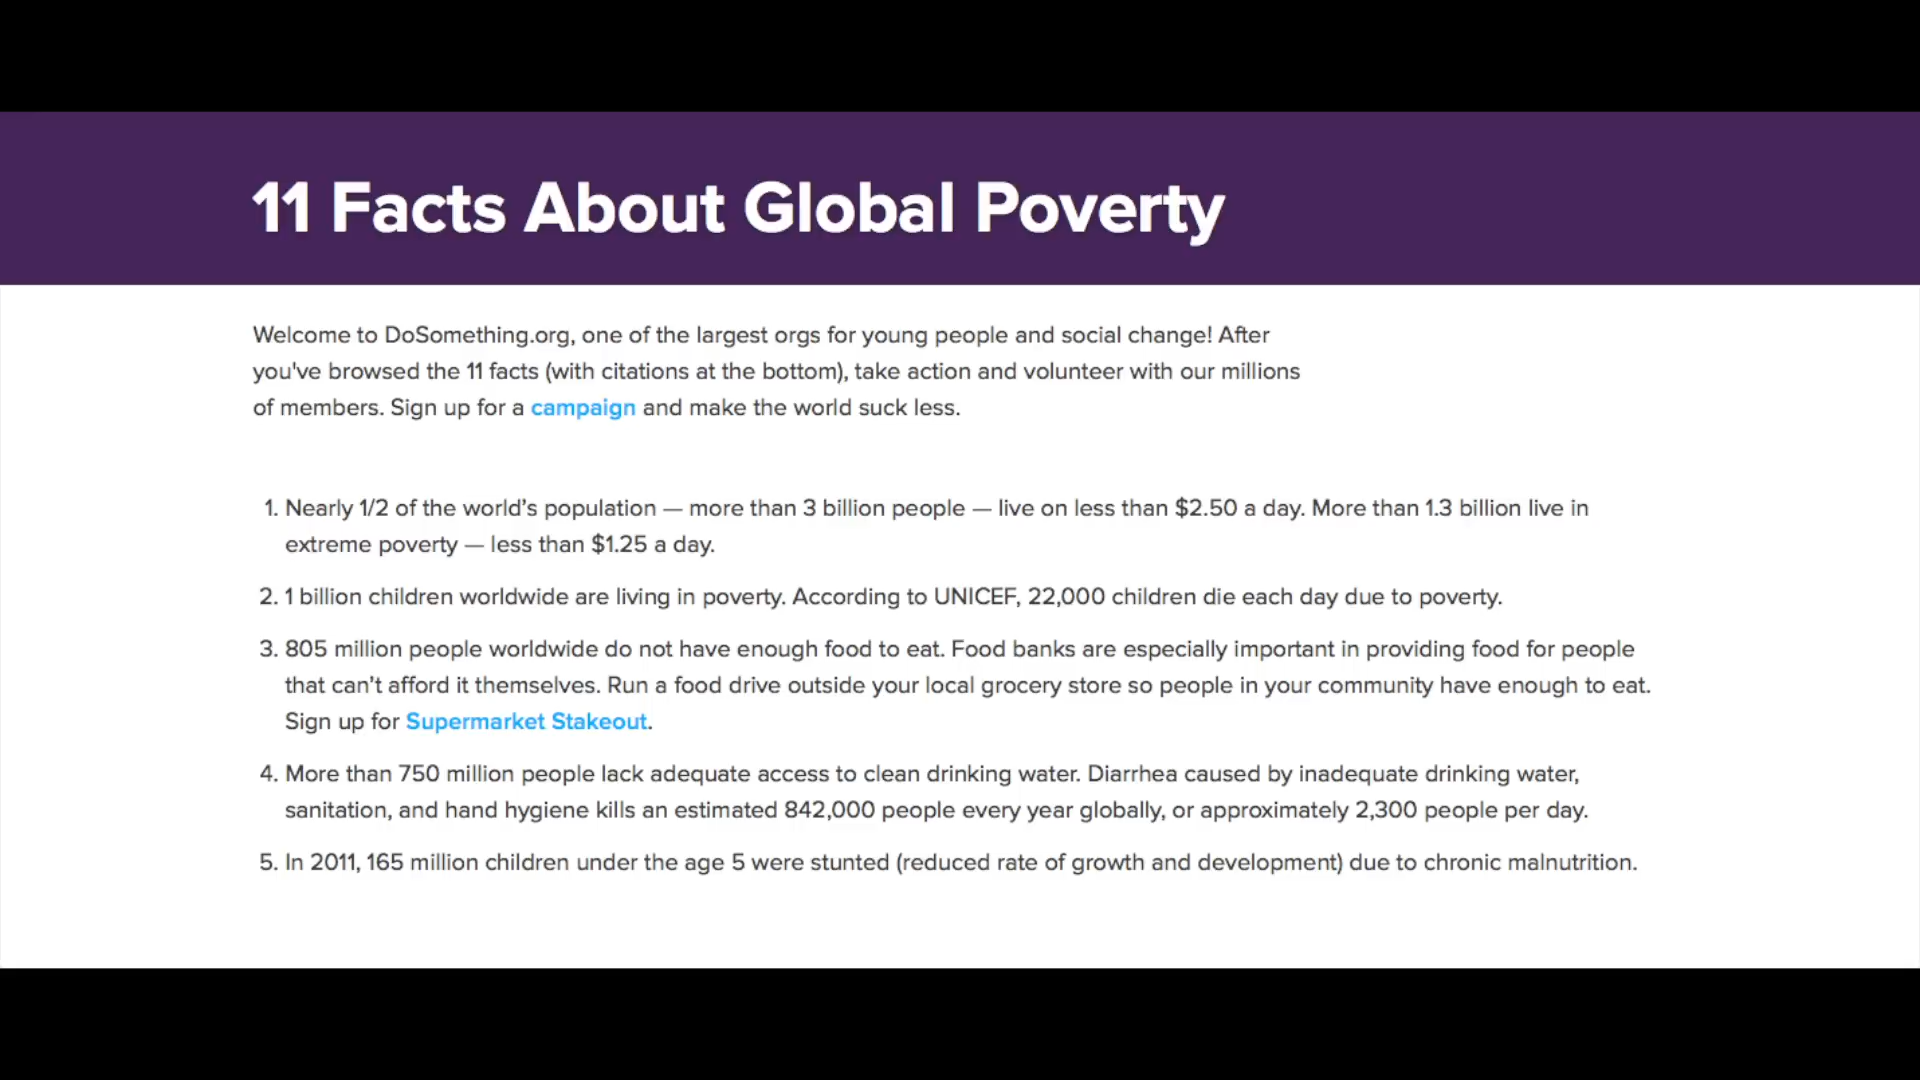 11 Facts About Global Poverty
Welcome to DoSomething.org, one of the largest orgs for young people and social change! After
you've browsed the 11 facts (with citations at the bottom), take action and volunteer with our millions
of members. Sign up for a campaign and make the world suck less.
1. Nearly 1/2 of the world’s population — more than 3 billion people — live on less than $2.50 a day. More than 1.3 billion live in
extreme poverty — less than $1.25 a day.
2. 1 billion children worldwide are living in poverty. According to UNICEF, 22,000 children die each day due to poverty.
3. 805 million people worldwide do not have enough food to eat. Food banks are especially important in providing food for people
that can’t afford it themselves. Run a food drive outside your local grocery store so people in your community have enough to eat.
Sign up for Supermarket Stakeout.
4. More than 750 million people lack adequate access to clean drinking water. Diarrhea caused by inadequate drinking water,
sanitation, and hand hygiene kills an estimated 842,000 people every year globally, or approximately 2,300 people per day.
5. In 2011, 165 million children under the age 5 were stunted (reduced rate of growth and development) due to chronic malnutrition.